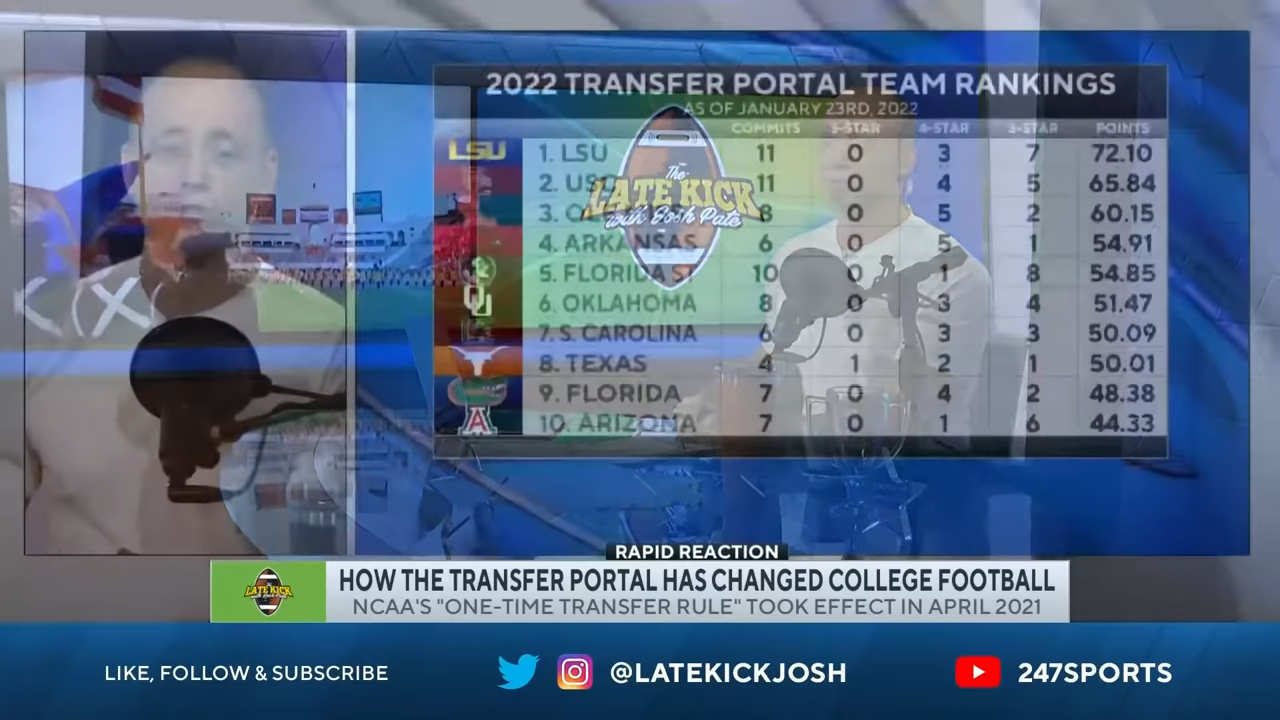 2022 TRANSFER PORTAL TEAM RANKINGS
AS OF JANUARY 23RD, 2022
COMMITS 5-STAR 4-STAR 3-STAR POINTS
LSU 1. LSU 11 0 3 7 72.10
2. 11 0 4 5 65.84
3. 8 0 5 2 60.15
4. ARKANSAS 6 0 5 1 54.91
5. FLORIDA ST 10 0 1 8 54.85
OU 6. OKLAHOMA 8 0 3 4 51.47
7. S. CAROLINA 6 0 3 3 50.09
8. TEXAS 4 1 2 1 50.01
9. FLORIDA 7 0 4 2 48.38
A 10. ARIZONA 7 0 1 6 44.33
The
LATE KICK
with Josh Pate
RAPID REACTION
LATE KICK
HOW THE TRANSFER PORTAL HAS CHANGED COLLEGE FOOTBALL
NCAA'S "ONE-TIME TRANSFER RULE" TOOK EFFECT IN APRIL 2021
LIKE, FOLLOW & SUBSCRIBE @LATEKICKJOSH 247SPORTS